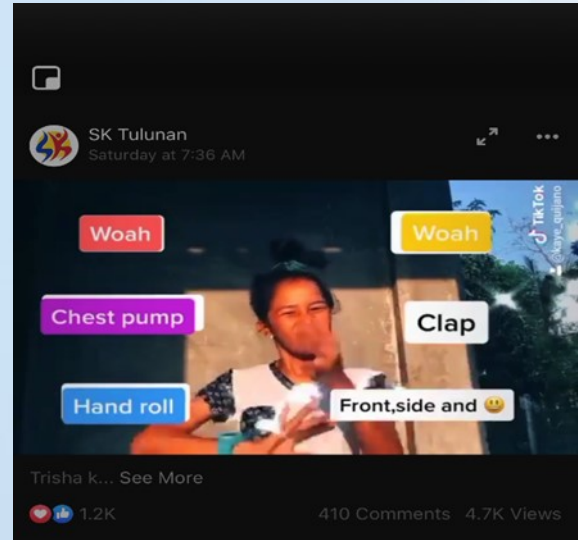 SK Tulunan
Saturday at 7:36 AM
TikTok
@kaye_quijano
Woah
Woah
Chest pump
Clap
Hand roll
Front,side and 😃
Trisha k... See More
1.2K
410 Comments 4.7K Views